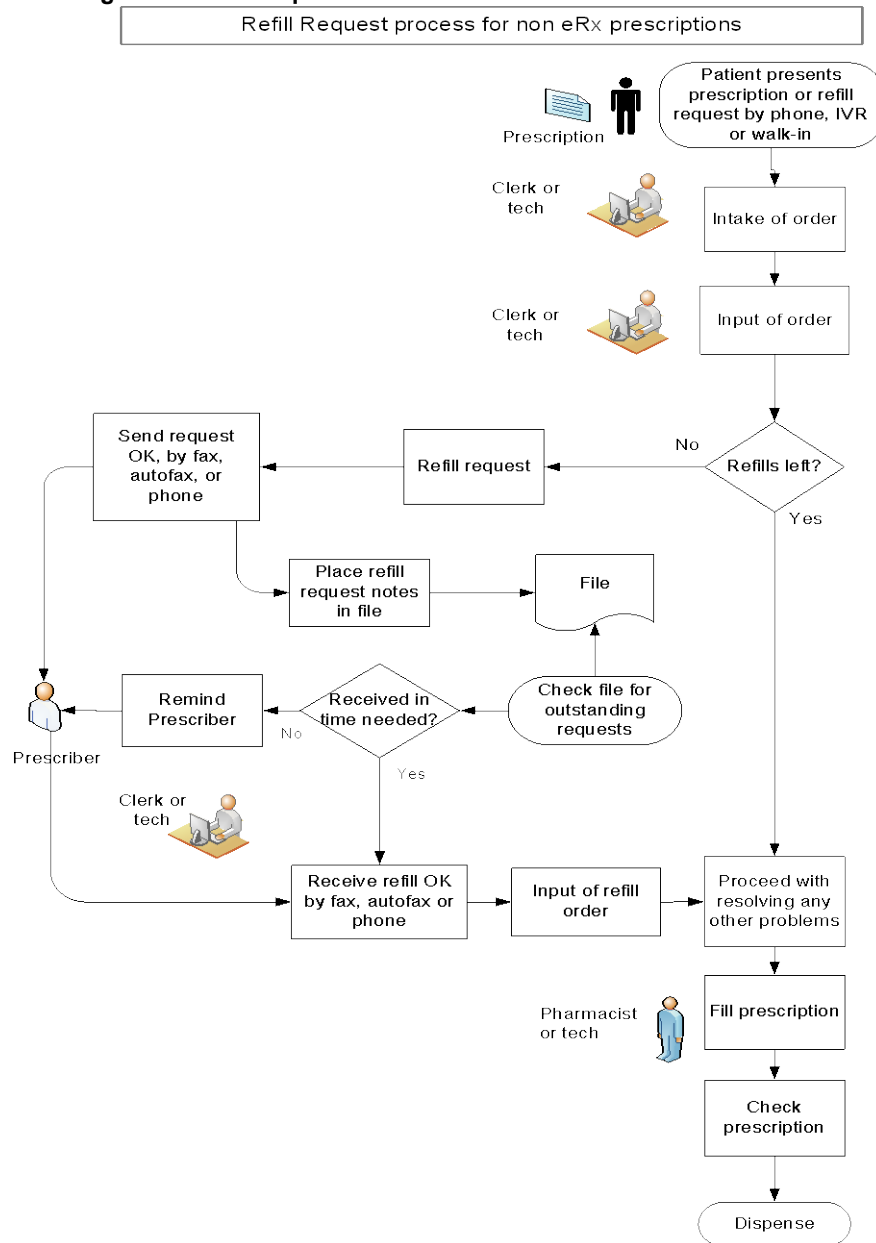 Refill Request process for non eRx prescriptions
Patient presents
prescription or refill
request by phone, IVR
or walk-in
Prescription
Clerk or
tech
Intake of order
Clerk or
tech
Input of order
Send request
OK, by fax,
autofax, or
phone
Refill request
No
Refills left?
Yes
Place refill
request notes
in file
File
Remind
Prescriber
Received in
time needed?
Check file for
outstanding
requests
No
Prescriber
Yes
Clerk or
tech
Receive refill OK
by fax, autofax or
phone
Input of refill
order
Proceed with
resolving any
other problems
Pharmacist
or tech
Fill prescription
Check
prescription
Dispense